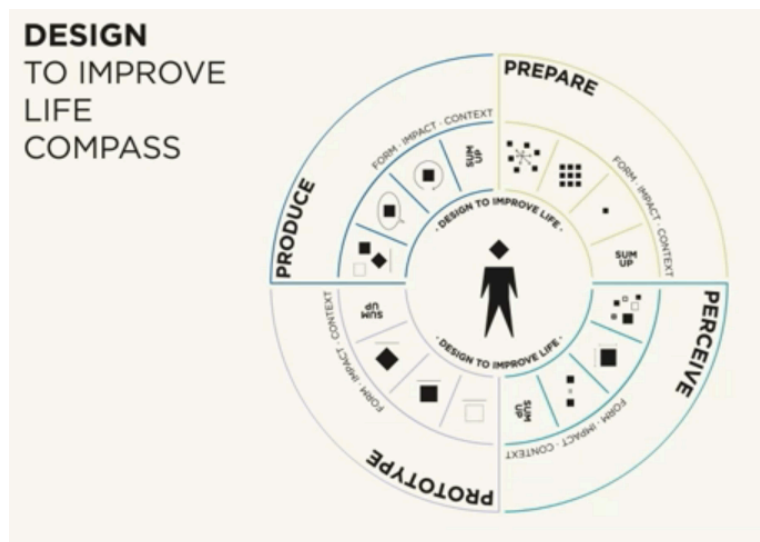 DESIGN
TO IMPROVE
LIFE
COMPASS
PREPARE
FORM · IMPACT · CONTEXT
SUM
UP
PERCEIVE
FORM · IMPACT · CONTEXT
SUM
UP
PROTOTYPE
FORM · IMPACT · CONTEXT
SUM
UP
PRODUCE
FORM · IMPACT · CONTEXT
SUM
UP
· DESIGN TO IMPROVE LIFE ·
· DESIGN TO IMPROVE LIFE ·